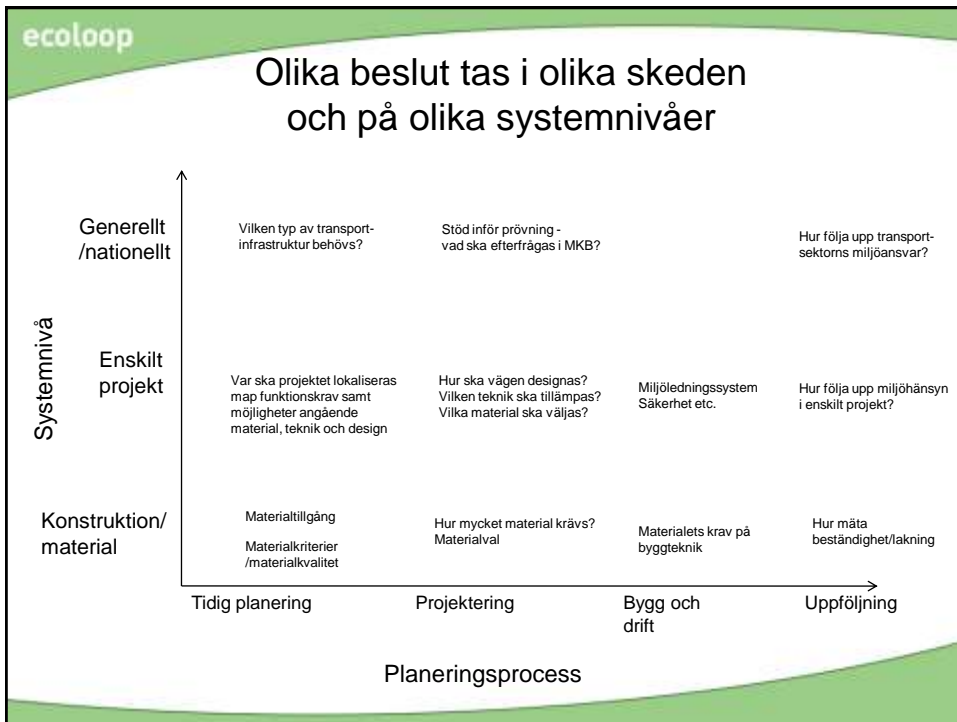 ecoloop
Olika beslut tas i olika skeden
och på olika systemnivåer
Systemnivå
Generellt
/nationellt
Vilken typ av transport-
infrastruktur behövs?
Stöd inför prövning -
vad ska efterfrågas i MKB?
Hur följa upp transport-
sektorns miljöansvar?
Enskilt
projekt
Var ska projektet lokaliseras
map funktionskrav samt
möjligheter angående
material, teknik och design
Hur ska vägen designas?
Vilken teknik ska tillämpas?
Vilka material ska väljas?
Miljöledningssystem
Säkerhet etc.
Hur följa upp miljöhänsyn
i enskilt projekt?
Konstruktion/
material
Materialtillgång
Materialkriterier
/materialkvalitet
Hur mycket material krävs?
Materialval
Materialets krav på
byggteknik
Hur mäta
beständighet/lakning
Tidig planering
Projektering
Bygg och
drift
Uppföljning
Planeringsprocess